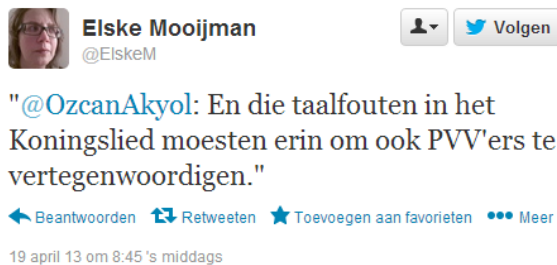 Elske Mooijman
@ElskeM
Volgen
"@OzcanAkyol: En die taalfouten in het
Koningslied moesten erin om ook PVV'ers te
vertegenwoordigen."
Beantwoorden Retweeten Toevoegen aan favorieten Meer
19 april 13 om 8:45 's middags